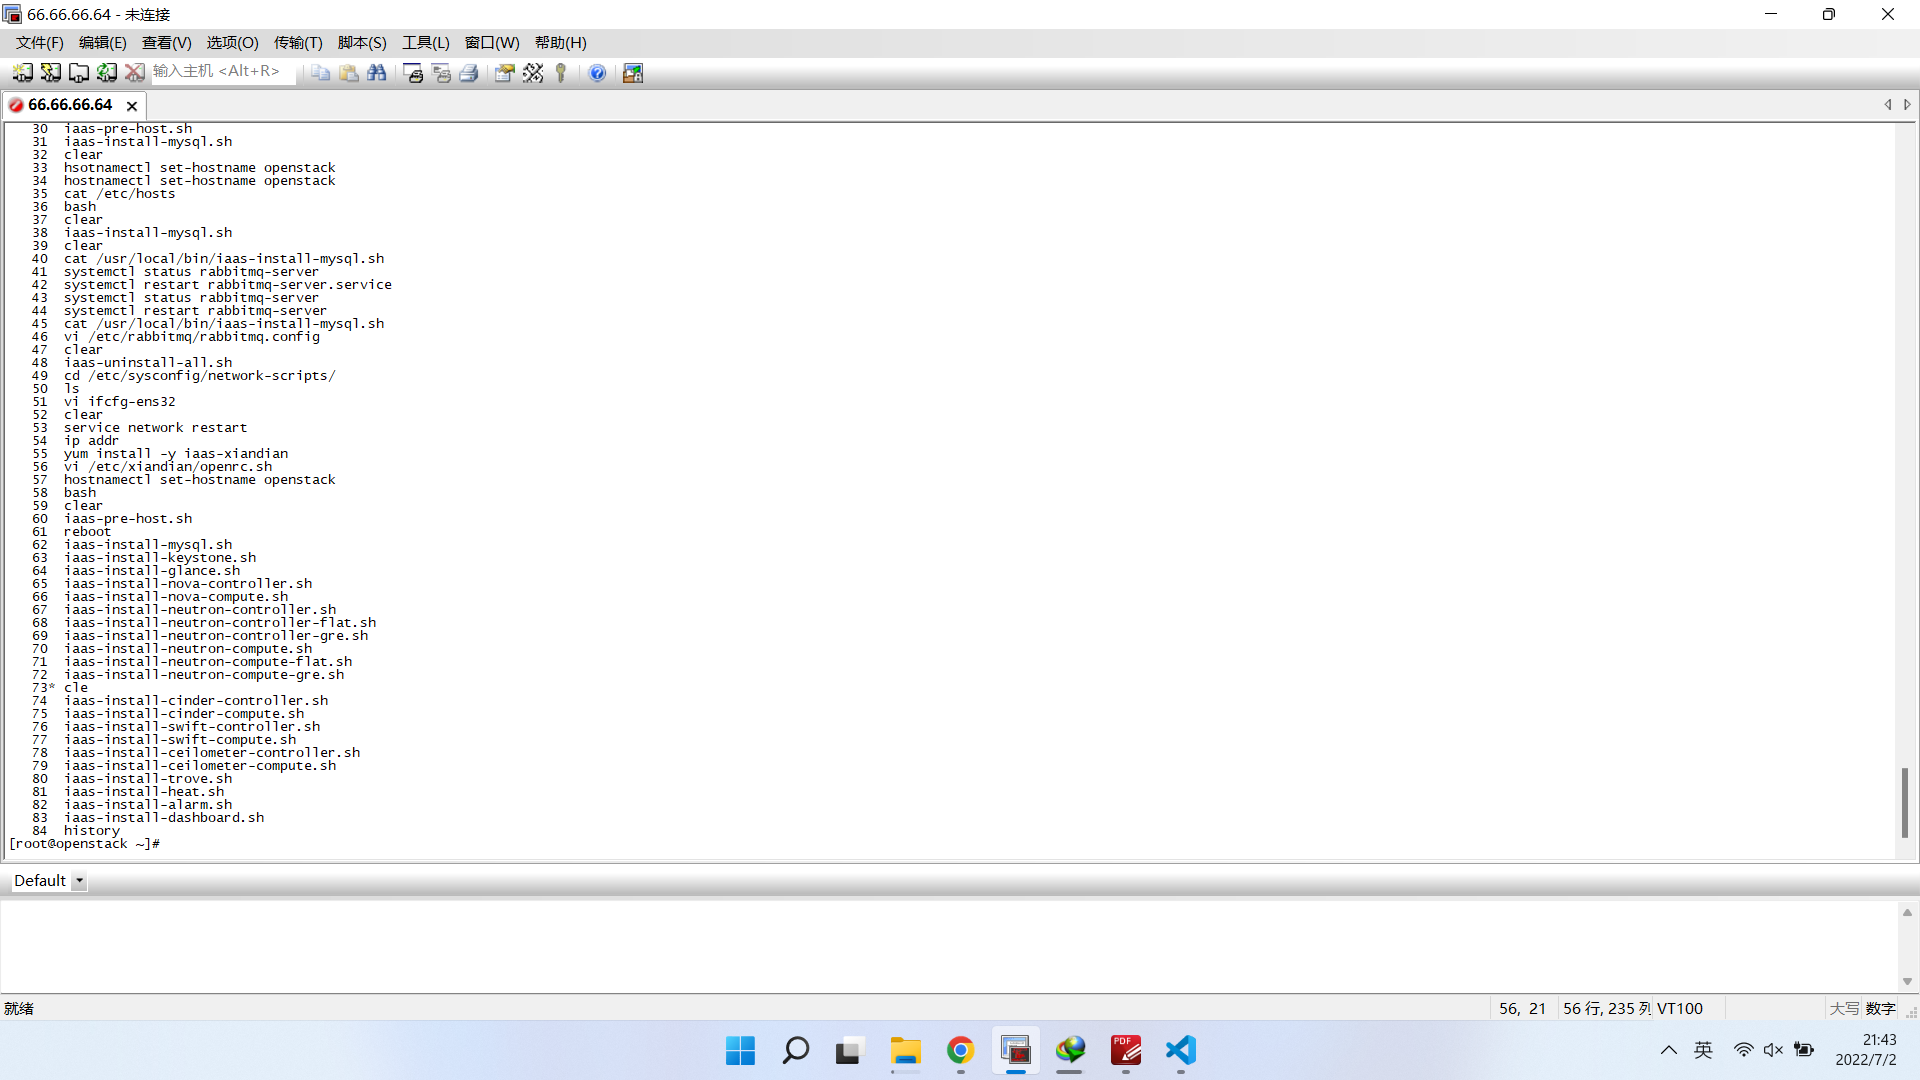 66.66.66.64 - 未连接
文件(F) 编辑(E) 查看(V) 选项(O) 传输(T) 脚本(S) 工具(L) 窗口(W) 帮助(H)
输入主机 <Alt+R>
66.66.66.64
30 iaas-pre-host.sh
31 iaas-install-mysql.sh
32 clear
33 hsotnamectl set-hostname openstack
34 hostnamectl set-hostname openstack
35 cat /etc/hosts
36 bash
37 clear
38 iaas-install-mysql.sh
39 clear
40 cat /usr/local/bin/iaas-install-mysql.sh
41 systemctl status rabbitmq-server
42 systemctl restart rabbitmq-server.service
43 systemctl status rabbitmq-server
44 systemctl restart rabbitmq-server
45 cat /usr/local/bin/iaas-install-mysql.sh
46 vi /etc/rabbitmq/rabbitmq.config
47 clear
48 iaas-uninstall-all.sh
49 cd /etc/sysconfig/network-scripts/
50 ls
51 vi ifcfg-ens32
52 clear
53 service network restart
54 ip addr
55 yum install -y iaas-xiandian
56 vi /etc/xiandian/openrc.sh
57 hostnamectl set-hostname openstack
58 bash
59 clear
60 iaas-pre-host.sh
61 reboot
62 iaas-install-mysql.sh
63 iaas-install-keystone.sh
64 iaas-install-glance.sh
65 iaas-install-nova-controller.sh
66 iaas-install-nova-compute.sh
67 iaas-install-neutron-controller.sh
68 iaas-install-neutron-controller-flat.sh
69 iaas-install-neutron-controller-gre.sh
70 iaas-install-neutron-compute.sh
71 iaas-install-neutron-compute-flat.sh
72 iaas-install-neutron-compute-gre.sh
73* cle
74 iaas-install-cinder-controller.sh
75 iaas-install-cinder-compute.sh
76 iaas-install-swift-controller.sh
77 iaas-install-swift-compute.sh
78 iaas-install-ceilometer-controller.sh
79 iaas-install-ceilometer-compute.sh
80 iaas-install-trove.sh
81 iaas-install-heat.sh
82 iaas-install-alarm.sh
83 iaas-install-dashboard.sh
84 history
[root@openstack ~]#
Default
就绪 56, 21 56 行, 235 列 VT100 大写 数字
PDF
英
21:43
2022/7/2